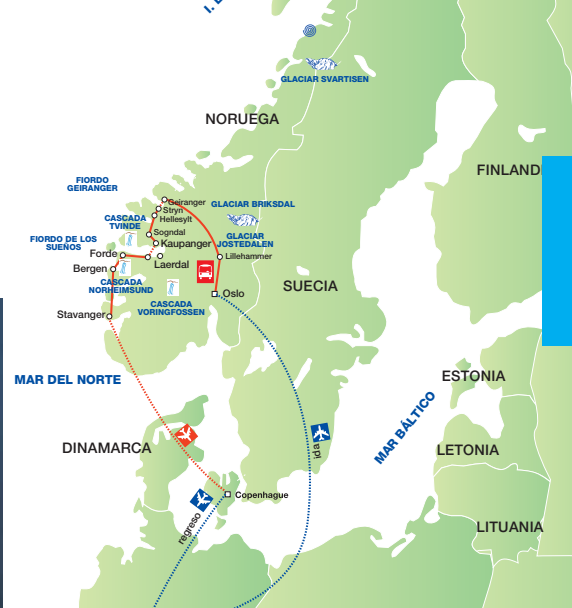 GLACIAR SVARTISEN
NORUEGA
FINLAND
FIORDO
GEIRANGER
Geiranger
Stryn
Hellesylt
GLACIAR BRIKSDAL
CASCADA
TVINDE
Sogndal
FIORDO DE LOS
SUEÑOS
Kaupanger
GLACIAR
JOSTEDALEN
Forde
Laerdal
Lillehammer
Bergen
CASCADA
NORHEIMSUND
SUECIA
Oslo
CASCADA
VORINGFOSSEN
Stavanger
MAR DEL NORTE
ESTONIA
MAR BÁLTICO
ida
DINAMARCA
LETONIA
Copenhague
regreso
LITUANIA